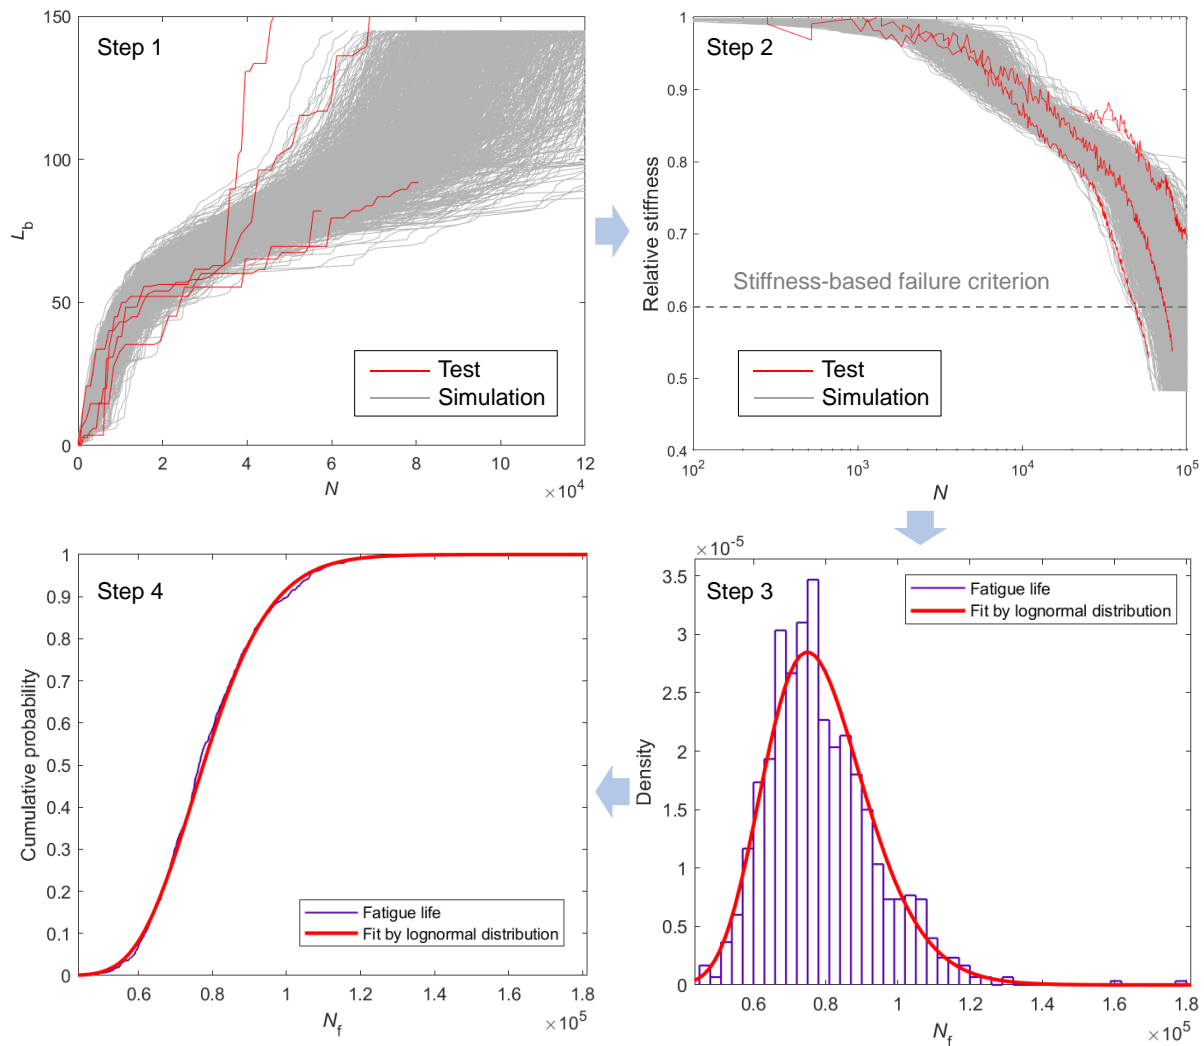 Step 1
150
100
50
0
L_b
0 2 4 6 8 10 12
N
×10^4
Test
Simulation
Step 2
1
0.9
0.8
0.7
0.6
0.5
0.4
Relative stiffness
Stiffness-based failure criterion
Test
Simulation
10^2 10^3 10^4 10^5
N
Step 4
1
0.9
0.8
0.7
0.6
0.5
0.4
0.3
0.2
0.1
0
Cumulative probability
Fatigue life
Fit by lognormal distribution
0.6 0.8 1 1.2 1.4 1.6 1.8
N_f
×10^5
×10^-5
Step 3
3.5
3
2.5
2
1.5
1
0.5
0
Density
Fatigue life
Fit by lognormal distribution
0.6 0.8 1 1.2 1.4 1.6 1.8
N_f
×10^5